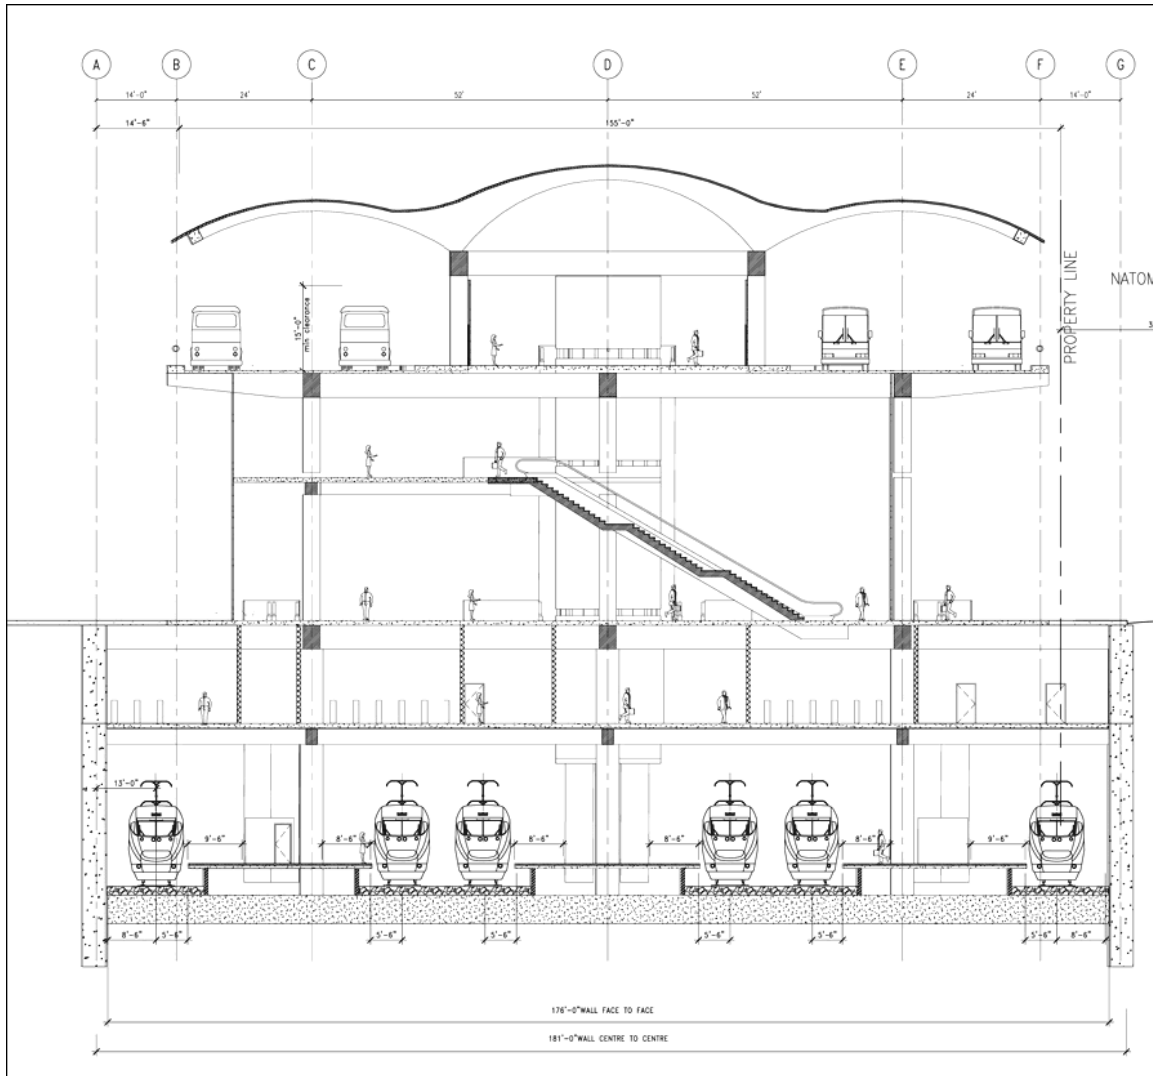 A B C D E F G
14'-0" 24' 52' 52' 24' 14'-0"
14'-6" 155'-0"
PROPERTY LINE
NATOM
3
15'-0"
min clearance
13'-0"
9'-6" 8'-6" 8'-6" 8'-6" 8'-6" 9'-6"
8'-6" 5'-6" 5'-6" 5'-6" 5'-6" 5'-6" 5'-6" 8'-6"
176'-0" WALL FACE TO FACE
181'-0" WALL CENTRE TO CENTRE